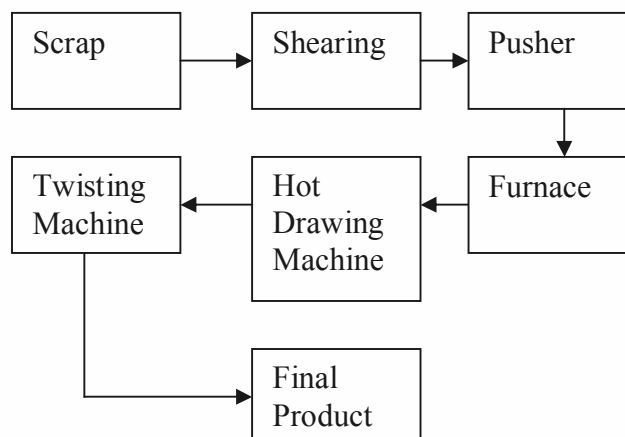 Scrap
Shearing
Pusher
Twisting
Machine
Hot
Drawing
Machine
Furnace
Final
Product